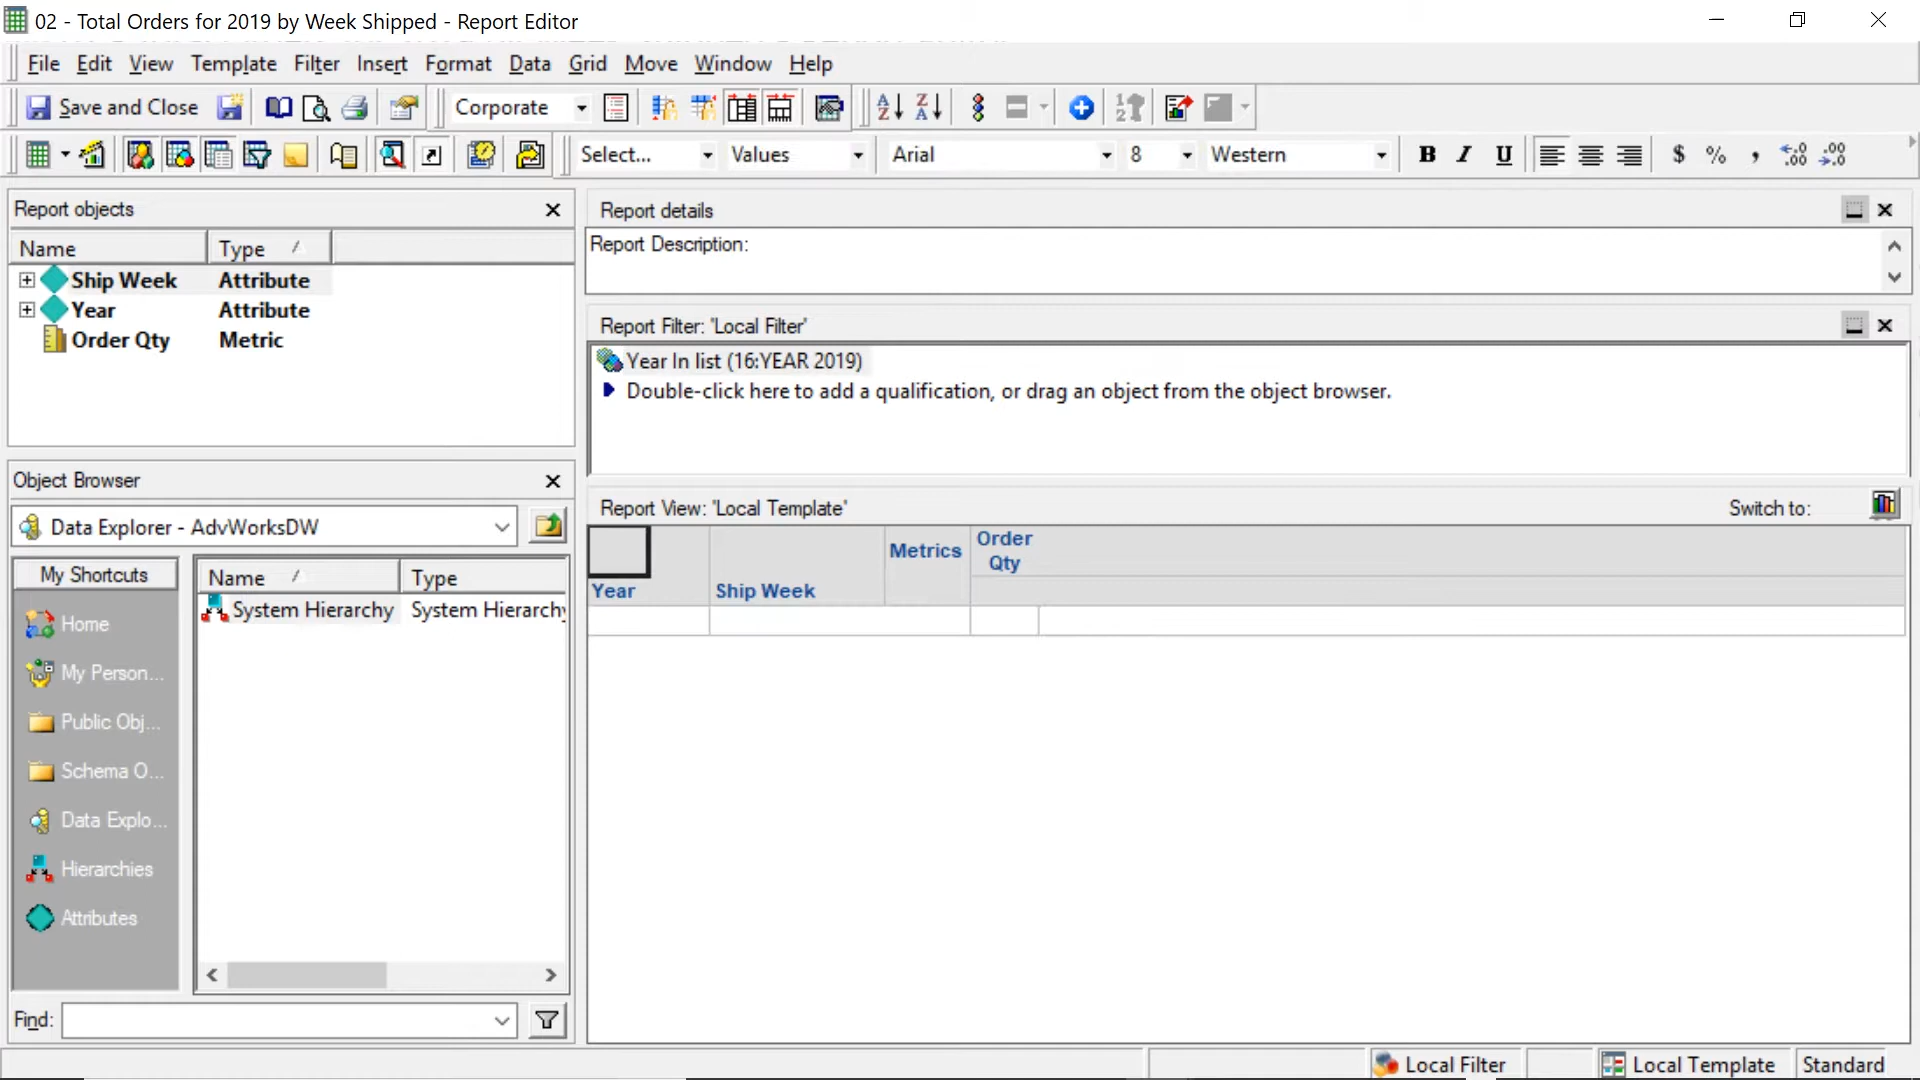 02 - Total Orders for 2019 by Week Shipped - Report Editor
File Edit View Template Filter Insert Format Data Grid Move Window Help
Save and Close Corporate
Select... Values Arial 8 Western B I U $ % ,
Report objects
Name Type
Ship Week Attribute
Year Attribute
Order Qty Metric
Report details
Report Description:
Report Filter: 'Local Filter'
Year In list (16:YEAR 2019)
Double-click here to add a qualification, or drag an object from the object browser.
Object Browser
Data Explorer - AdvWorksDW
My Shortcuts
Home
My Person...
Public Obj...
Schema O...
Data Explo...
Hierarchies
Attributes
Name Type
System Hierarchy System Hierarchy
Find:
Report View: 'Local Template'
Switch to:
Metrics Order
Qty
Year Ship Week
Local Filter Local Template Standard